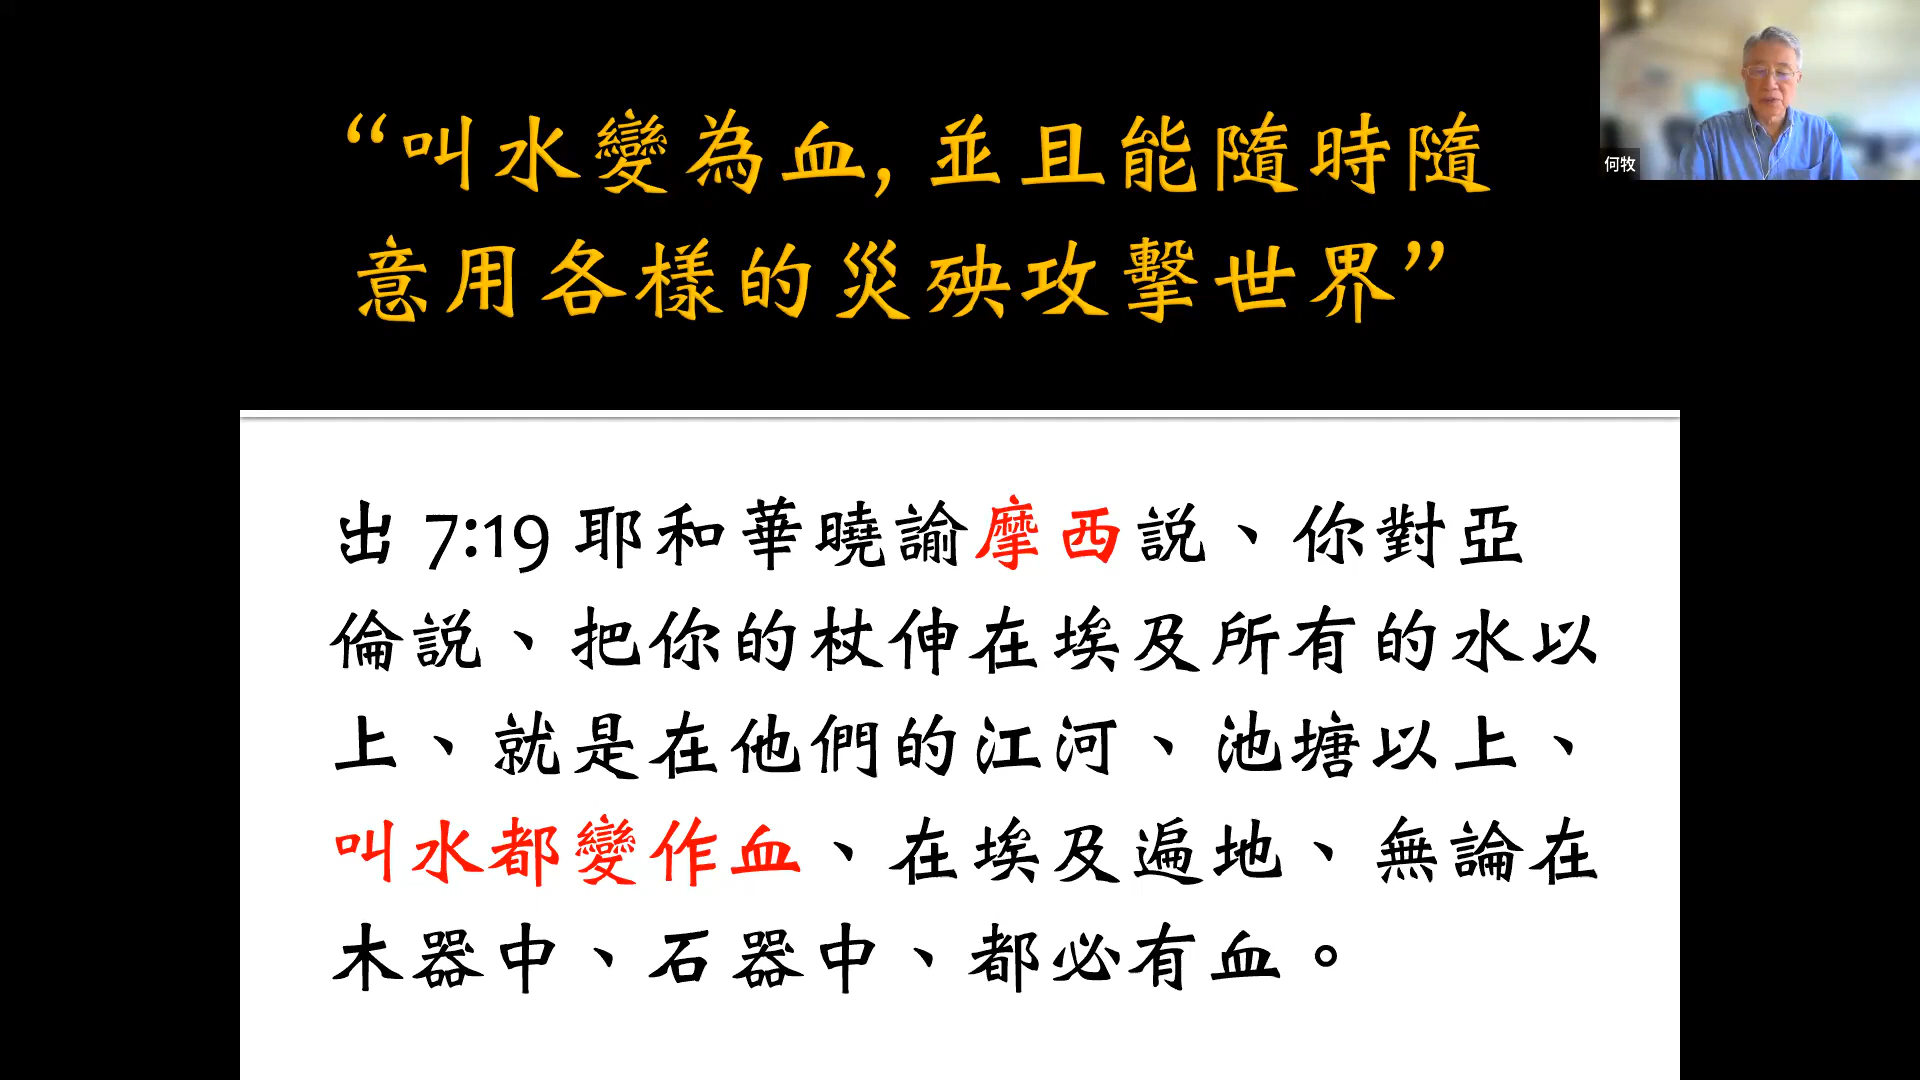 “叫水變為血, 並且能隨時隨
意用各樣的災殃攻擊世界”
何牧
出 7:19 耶和華曉諭摩西説、你對亞
倫説、把你的杖伸在埃及所有的水以
上、就是在他們的江河、池塘以上、
叫水都變作血、在埃及遍地、無論在
木器中、石器中、都必有血。